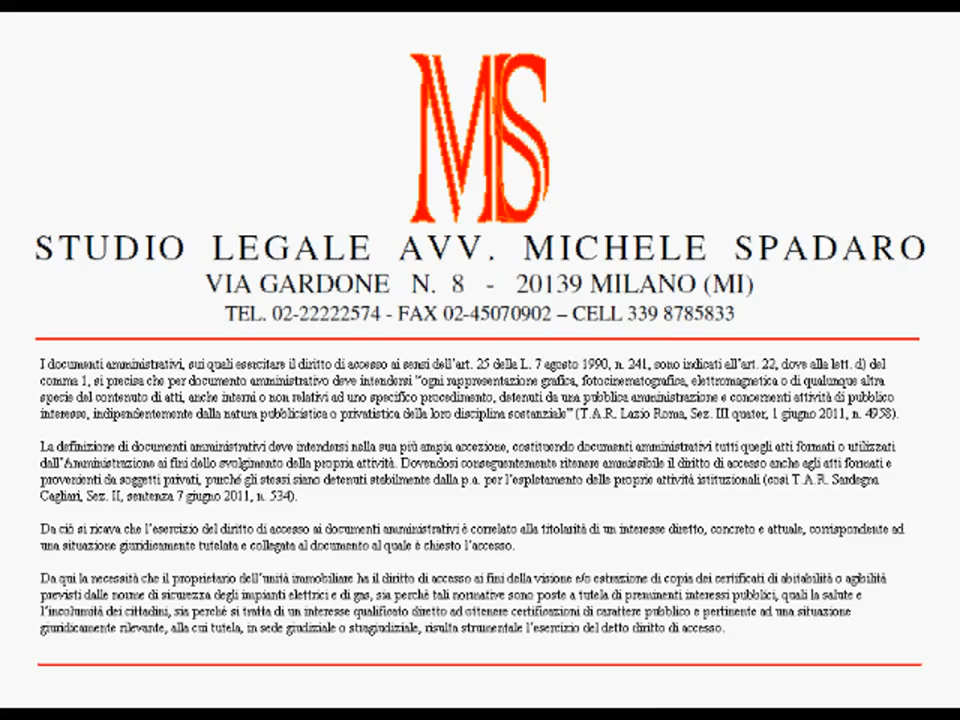 MS
STUDIO LEGALE AVV. MICHELE SPADARO
VIA GARDONE N. 8 - 20139 MILANO (MI)
TEL. 02-22222574 - FAX 02-45070902 – CELL 339 8785833
I documenti amministrativi, sui quali esercitare il diritto di accesso ai sensi dell'art. 25 della L. 7 agosto 1990, n. 241, sono indicati all'art. 22, dove alla lett. d) del
comma 1, si precisa che per documento amministrativo deve intendersi "ogni rappresentazione grafica, fotocinematografica, elettromagnetica o di qualunque altra
specie del contenuto di atti, anche interni o non relativi ad uno specifico procedimento, detenuti da una pubblica amministrazione e concernenti attività di pubblico
interesse, indipendentemente dalla natura pubblicistica o privatistica della loro disciplina sostanziale" (T.A.R. Lazio Roma, Sez. III quater, 1 giugno 2011, n. 4958).
La definizione di documenti amministrativi deve intendersi nella sua più ampia accezione, costituendo documenti amministrativi tutti quegli atti formati o utilizzati
dall'Amministrazione ai fini dello svolgimento della propria attività. Dovendosi conseguentemente ritenere ammissibile il diritto di accesso anche agli atti formati e
provenienti da soggetti privati, purché gli stessi siano detenuti stabilmente dalla p.a. per l'espletamento delle proprie attività istituzionali (così T.A.R. Sardegna
Cagliari, Sez. II, sentenza 7 giugno 2011, n. 534).
Da ciò si ricava che l'esercizio del diritto di accesso ai documenti amministrativi è correlato alla titolarità di un interesse diretto, concreto e attuale, corrispondente ad
una situazione giuridicamente tutelata e collegata al documento al quale è chiesto l'accesso.
Da qui la necessità che il proprietario dell'unità immobiliare ha il diritto di accesso ai fini della visione e/o estrazione di copia dei certificati di abitabilità o agibilità
previsti dalle norme di sicurezza degli impianti elettrici e di gas, sia perchè tali normative sono poste a tutela di preminenti interessi pubblici, quali la salute e
l'incolumità dei cittadini, sia perché si tratta di un interesse qualificato diretto ad ottenere certificazioni di carattere pubblico e pertinente ad una situazione
giuridicamente rilevante, alla cui tutela, in sede giudiziale o stragiudiziale, risulta strumentale l'esercizio del detto diritto di accesso.